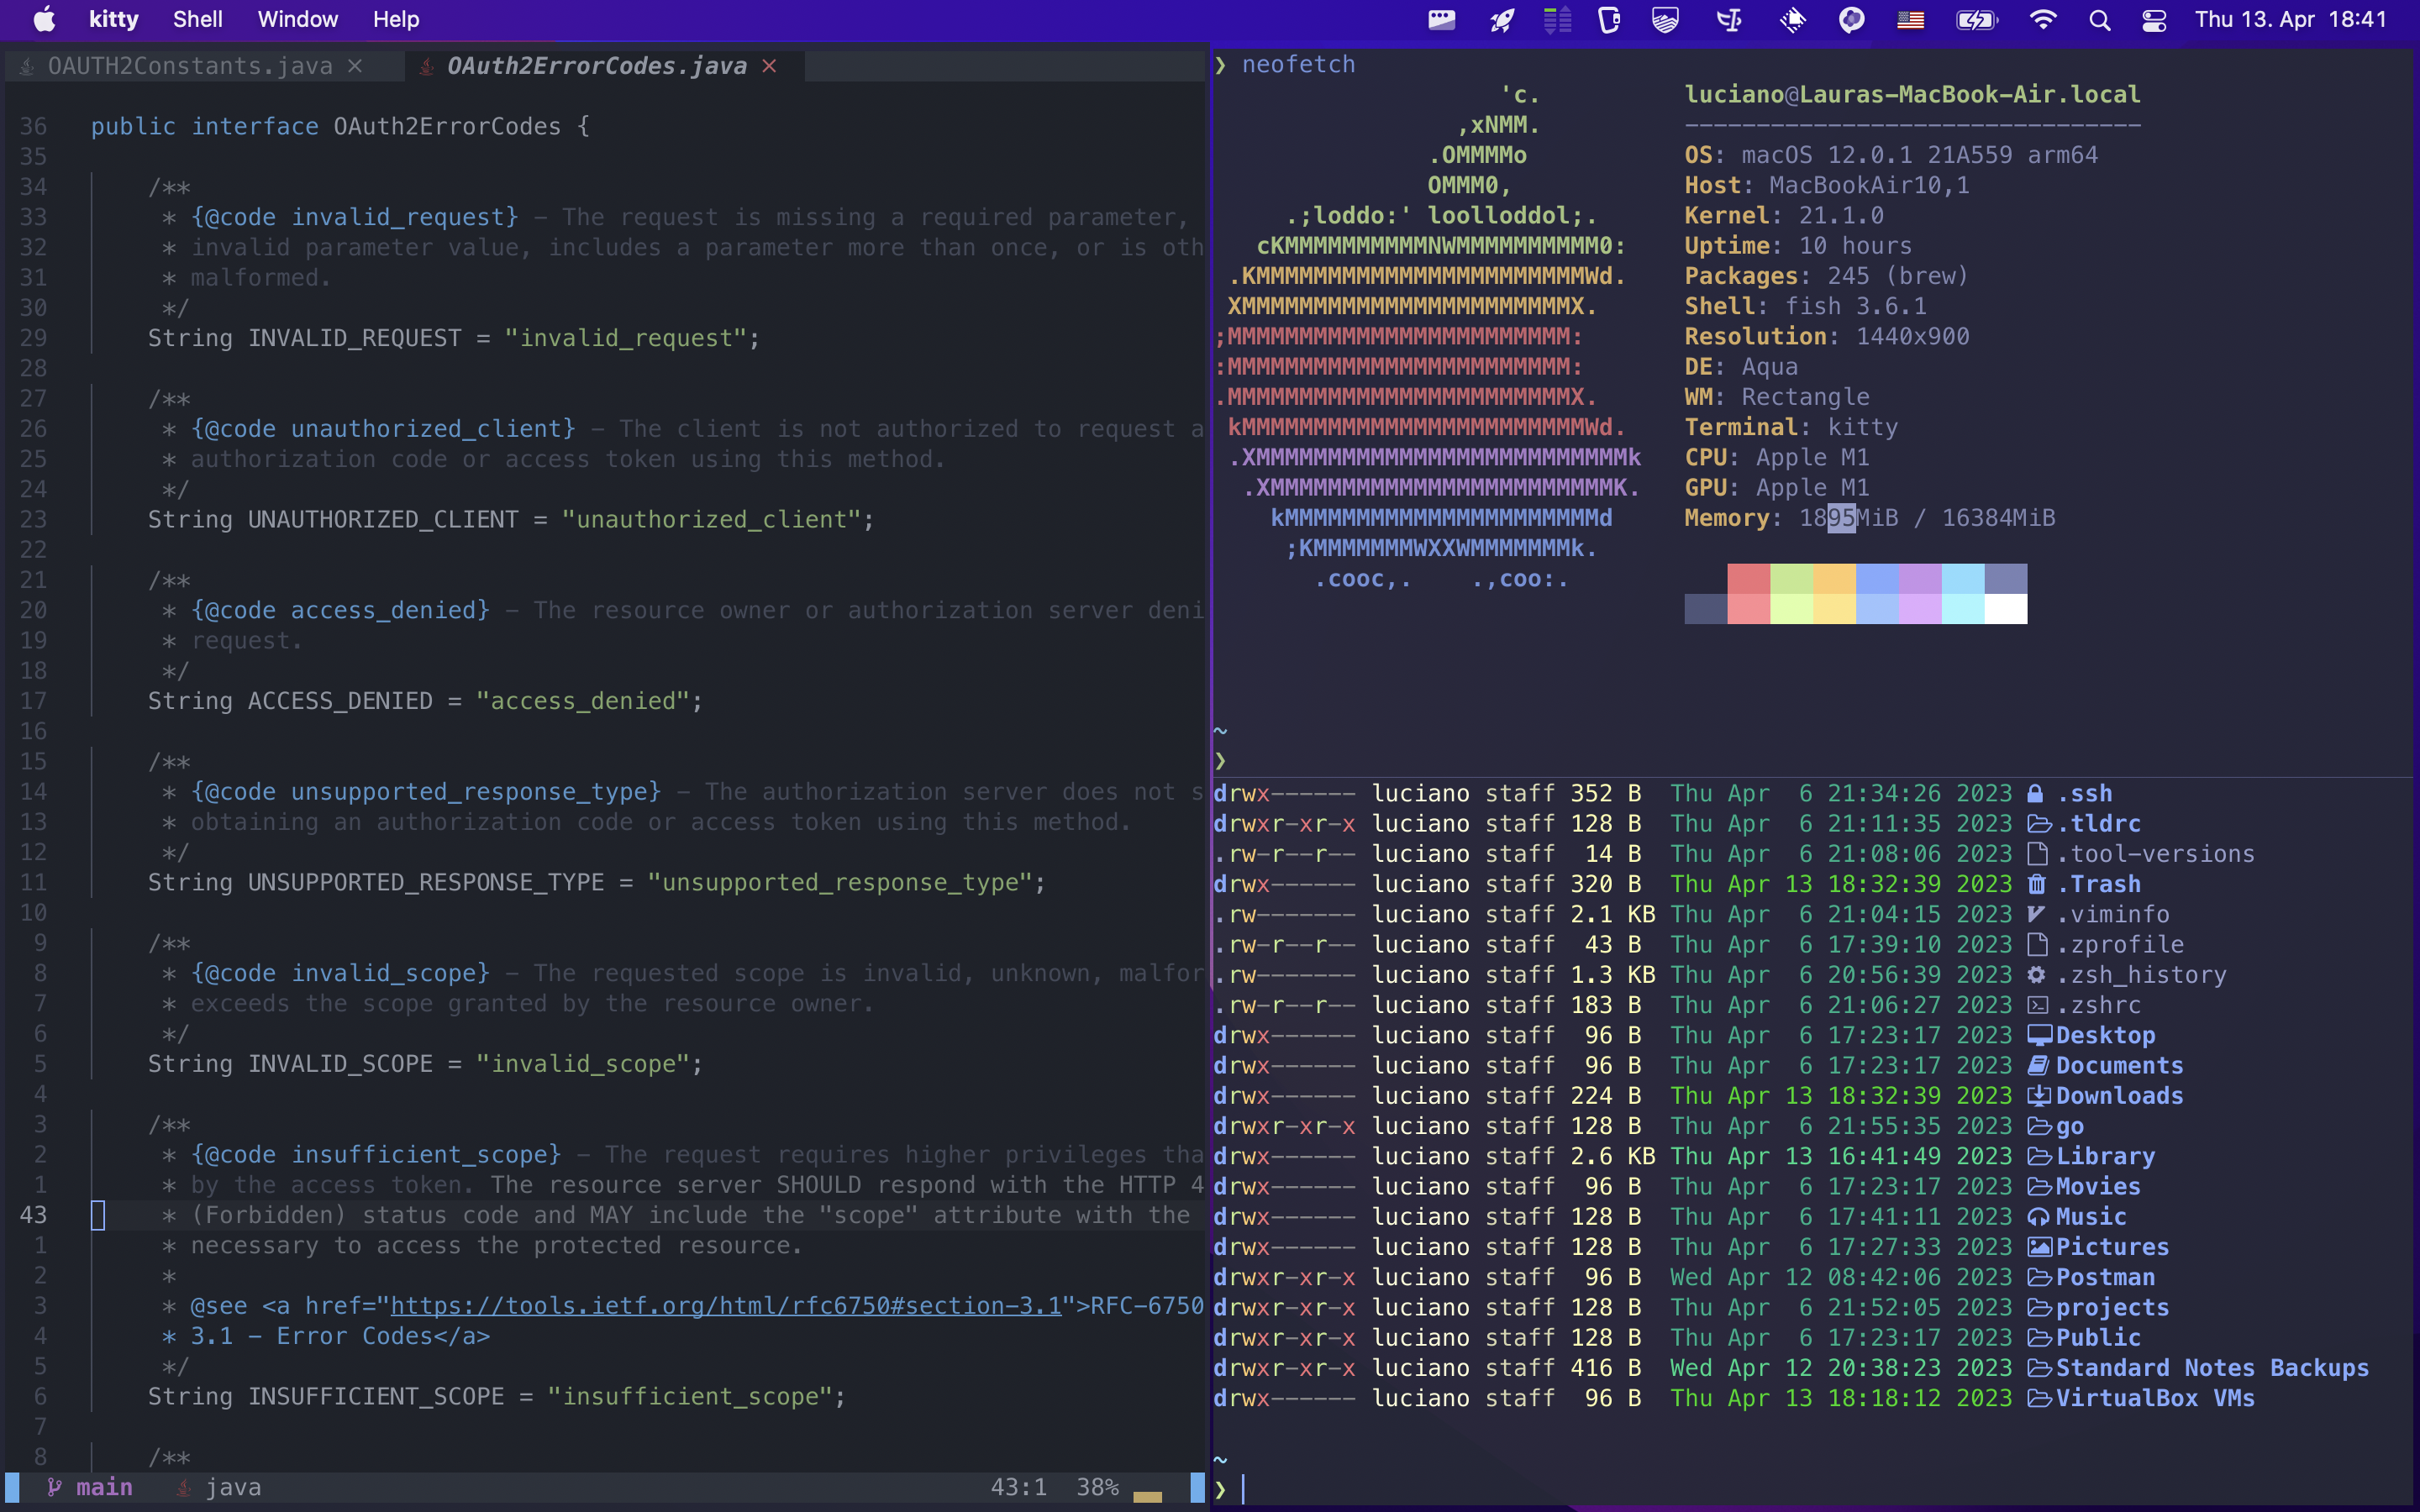 kitty Shell Window Help Thu 13. Apr 18:41
OAUTH2Constants.java × OAuth2ErrorCodes.java ×
36 public interface OAuth2ErrorCodes {
35
34 /**
33 * {@code invalid_request} – The request is missing a required parameter,
32 * invalid parameter value, includes a parameter more than once, or is oth
31 * malformed.
30 */
29 String INVALID_REQUEST = "invalid_request";
28
27 /**
26 * {@code unauthorized_client} – The client is not authorized to request a
25 * authorization code or access token using this method.
24 */
23 String UNAUTHORIZED_CLIENT = "unauthorized_client";
22
21 /**
20 * {@code access_denied} – The resource owner or authorization server deni
19 * request.
18 */
17 String ACCESS_DENIED = "access_denied";
16
15 /**
14 * {@code unsupported_response_type} – The authorization server does not s
13 * obtaining an authorization code or access token using this method.
12 */
11 String UNSUPPORTED_RESPONSE_TYPE = "unsupported_response_type";
10
9 /**
8 * {@code invalid_scope} – The requested scope is invalid, unknown, malfor
7 * exceeds the scope granted by the resource owner.
6 */
5 String INVALID_SCOPE = "invalid_scope";
4
3 /**
2 * {@code insufficient_scope} – The request requires higher privileges tha
1 * by the access token. The resource server SHOULD respond with the HTTP 4
43 * (Forbidden) status code and MAY include the "scope" attribute with the
1 * necessary to access the protected resource.
2 *
3 * @see <a href="https://tools.ietf.org/html/rfc6750#section-3.1">RFC-6750
4 * 3.1 – Error Codes</a>
5 */
6 String INSUFFICIENT_SCOPE = "insufficient_scope";
7
8 /**
main java 43:1 38%
❯ neofetch
'c. luciano@Lauras-MacBook-Air.local
,xNMM. --------------------------------
.OMMMMo OS: macOS 12.0.1 21A559 arm64
OMMM0, Host: MacBookAir10,1
.;loddo:' loolloddol;. Kernel: 21.1.0
cKMMMMMMMMMMNWMMMMMMMMMM0: Uptime: 10 hours
.KMMMMMMMMMMMMMMMMMMMMMMMWd. Packages: 245 (brew)
XMMMMMMMMMMMMMMMMMMMMMMMX. Shell: fish 3.6.1
;MMMMMMMMMMMMMMMMMMMMMMMM: Resolution: 1440x900
:MMMMMMMMMMMMMMMMMMMMMMMM: DE: Aqua
.MMMMMMMMMMMMMMMMMMMMMMMMX. WM: Rectangle
kMMMMMMMMMMMMMMMMMMMMMMMMWd. Terminal: kitty
.XMMMMMMMMMMMMMMMMMMMMMMMMMMk CPU: Apple M1
.XMMMMMMMMMMMMMMMMMMMMMMMMK. GPU: Apple M1
kMMMMMMMMMMMMMMMMMMMMMMd Memory: 1895MiB / 16384MiB
;KMMMMMMMWXXWMMMMMMMk.
.cooc,. .,coo:.
~
❯
drwx------ luciano staff 352 B Thu Apr 6 21:34:26 2023 .ssh
drwxr-xr-x luciano staff 128 B Thu Apr 6 21:11:35 2023 .tldrc
.rw-r--r-- luciano staff 14 B Thu Apr 6 21:08:06 2023 .tool-versions
drwx------ luciano staff 320 B Thu Apr 13 18:32:39 2023 .Trash
.rw------- luciano staff 2.1 KB Thu Apr 6 21:04:15 2023 .viminfo
.rw-r--r-- luciano staff 43 B Thu Apr 6 17:39:10 2023 .zprofile
.rw------- luciano staff 1.3 KB Thu Apr 6 20:56:39 2023 .zsh_history
.rw-r--r-- luciano staff 183 B Thu Apr 6 21:06:27 2023 .zshrc
drwx------ luciano staff 96 B Thu Apr 6 17:23:17 2023 Desktop
drwx------ luciano staff 96 B Thu Apr 6 17:23:17 2023 Documents
drwx------ luciano staff 224 B Thu Apr 13 18:32:39 2023 Downloads
drwxr-xr-x luciano staff 128 B Thu Apr 6 21:55:35 2023 go
drwx------ luciano staff 2.6 KB Thu Apr 13 16:41:49 2023 Library
drwx------ luciano staff 96 B Thu Apr 6 17:23:17 2023 Movies
drwx------ luciano staff 128 B Thu Apr 6 17:41:11 2023 Music
drwx------ luciano staff 128 B Thu Apr 6 17:27:33 2023 Pictures
drwxr-xr-x luciano staff 96 B Wed Apr 12 08:42:06 2023 Postman
drwxr-xr-x luciano staff 128 B Thu Apr 6 21:52:05 2023 projects
drwxr-xr-x luciano staff 128 B Thu Apr 6 17:23:17 2023 Public
drwxr-xr-x luciano staff 416 B Wed Apr 12 20:38:23 2023 Standard Notes Backups
drwx------ luciano staff 96 B Thu Apr 13 18:18:12 2023 VirtualBox VMs
~
❯